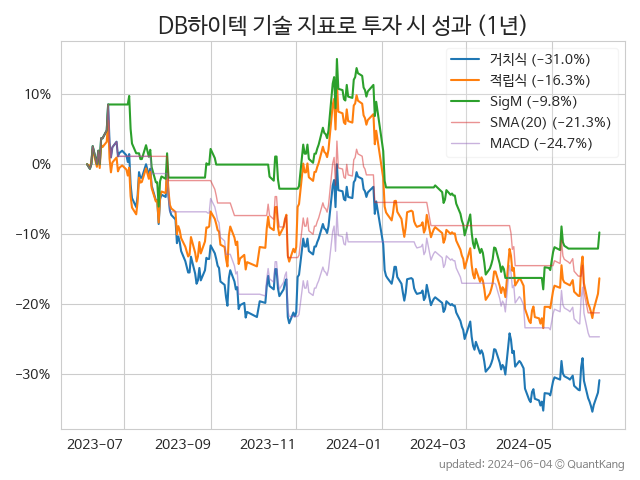 DB하이텍 기술 지표로 투자 시 성과 (1년)
거치식 (−31.0%)
적립식 (−16.3%)
SigM (−9.8%)
SMA(20) (−21.3%)
MACD (−24.7%)
10%
0%
−10%
−20%
−30%
2023-07 2023-09 2023-11 2024-01 2024-03 2024-05
updated: 2024-06-04 © QuantKang